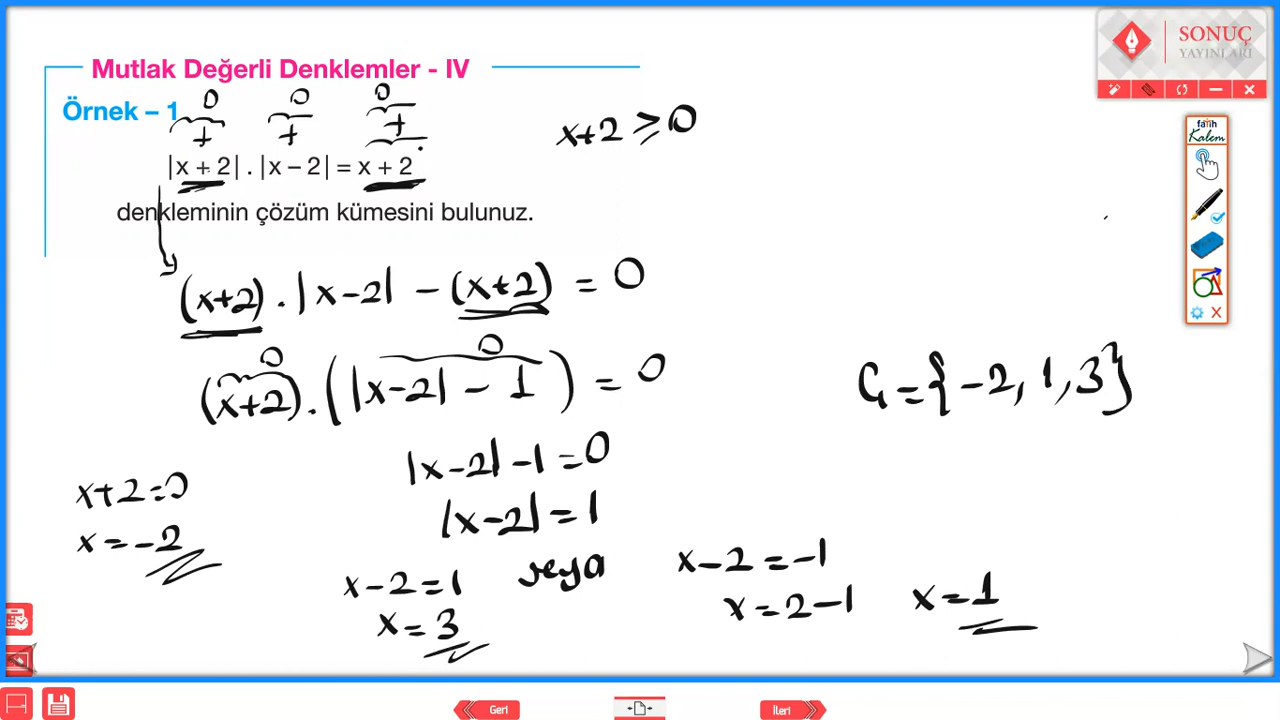 SONUÇ
YAYINLARI
Mutlak Değerli Denklemler - IV
Örnek – 1
0 0 0
+ + +
|x + 2| . |x – 2| = x + 2
x+2 ≥ 0
denkleminin çözüm kümesini bulunuz.
fatih
Kalem
(x+2) . |x-2| - (x+2) = 0
0 0
(x+2) . (|x-2| - 1) = 0
Ç = {-2, 1, 3}
|x-2| -1 = 0
x+2=0
|x-2| = 1
x = -2
x-2=1 veya x-2=-1
x=3
x=2-1 x=1
Geri
İleri